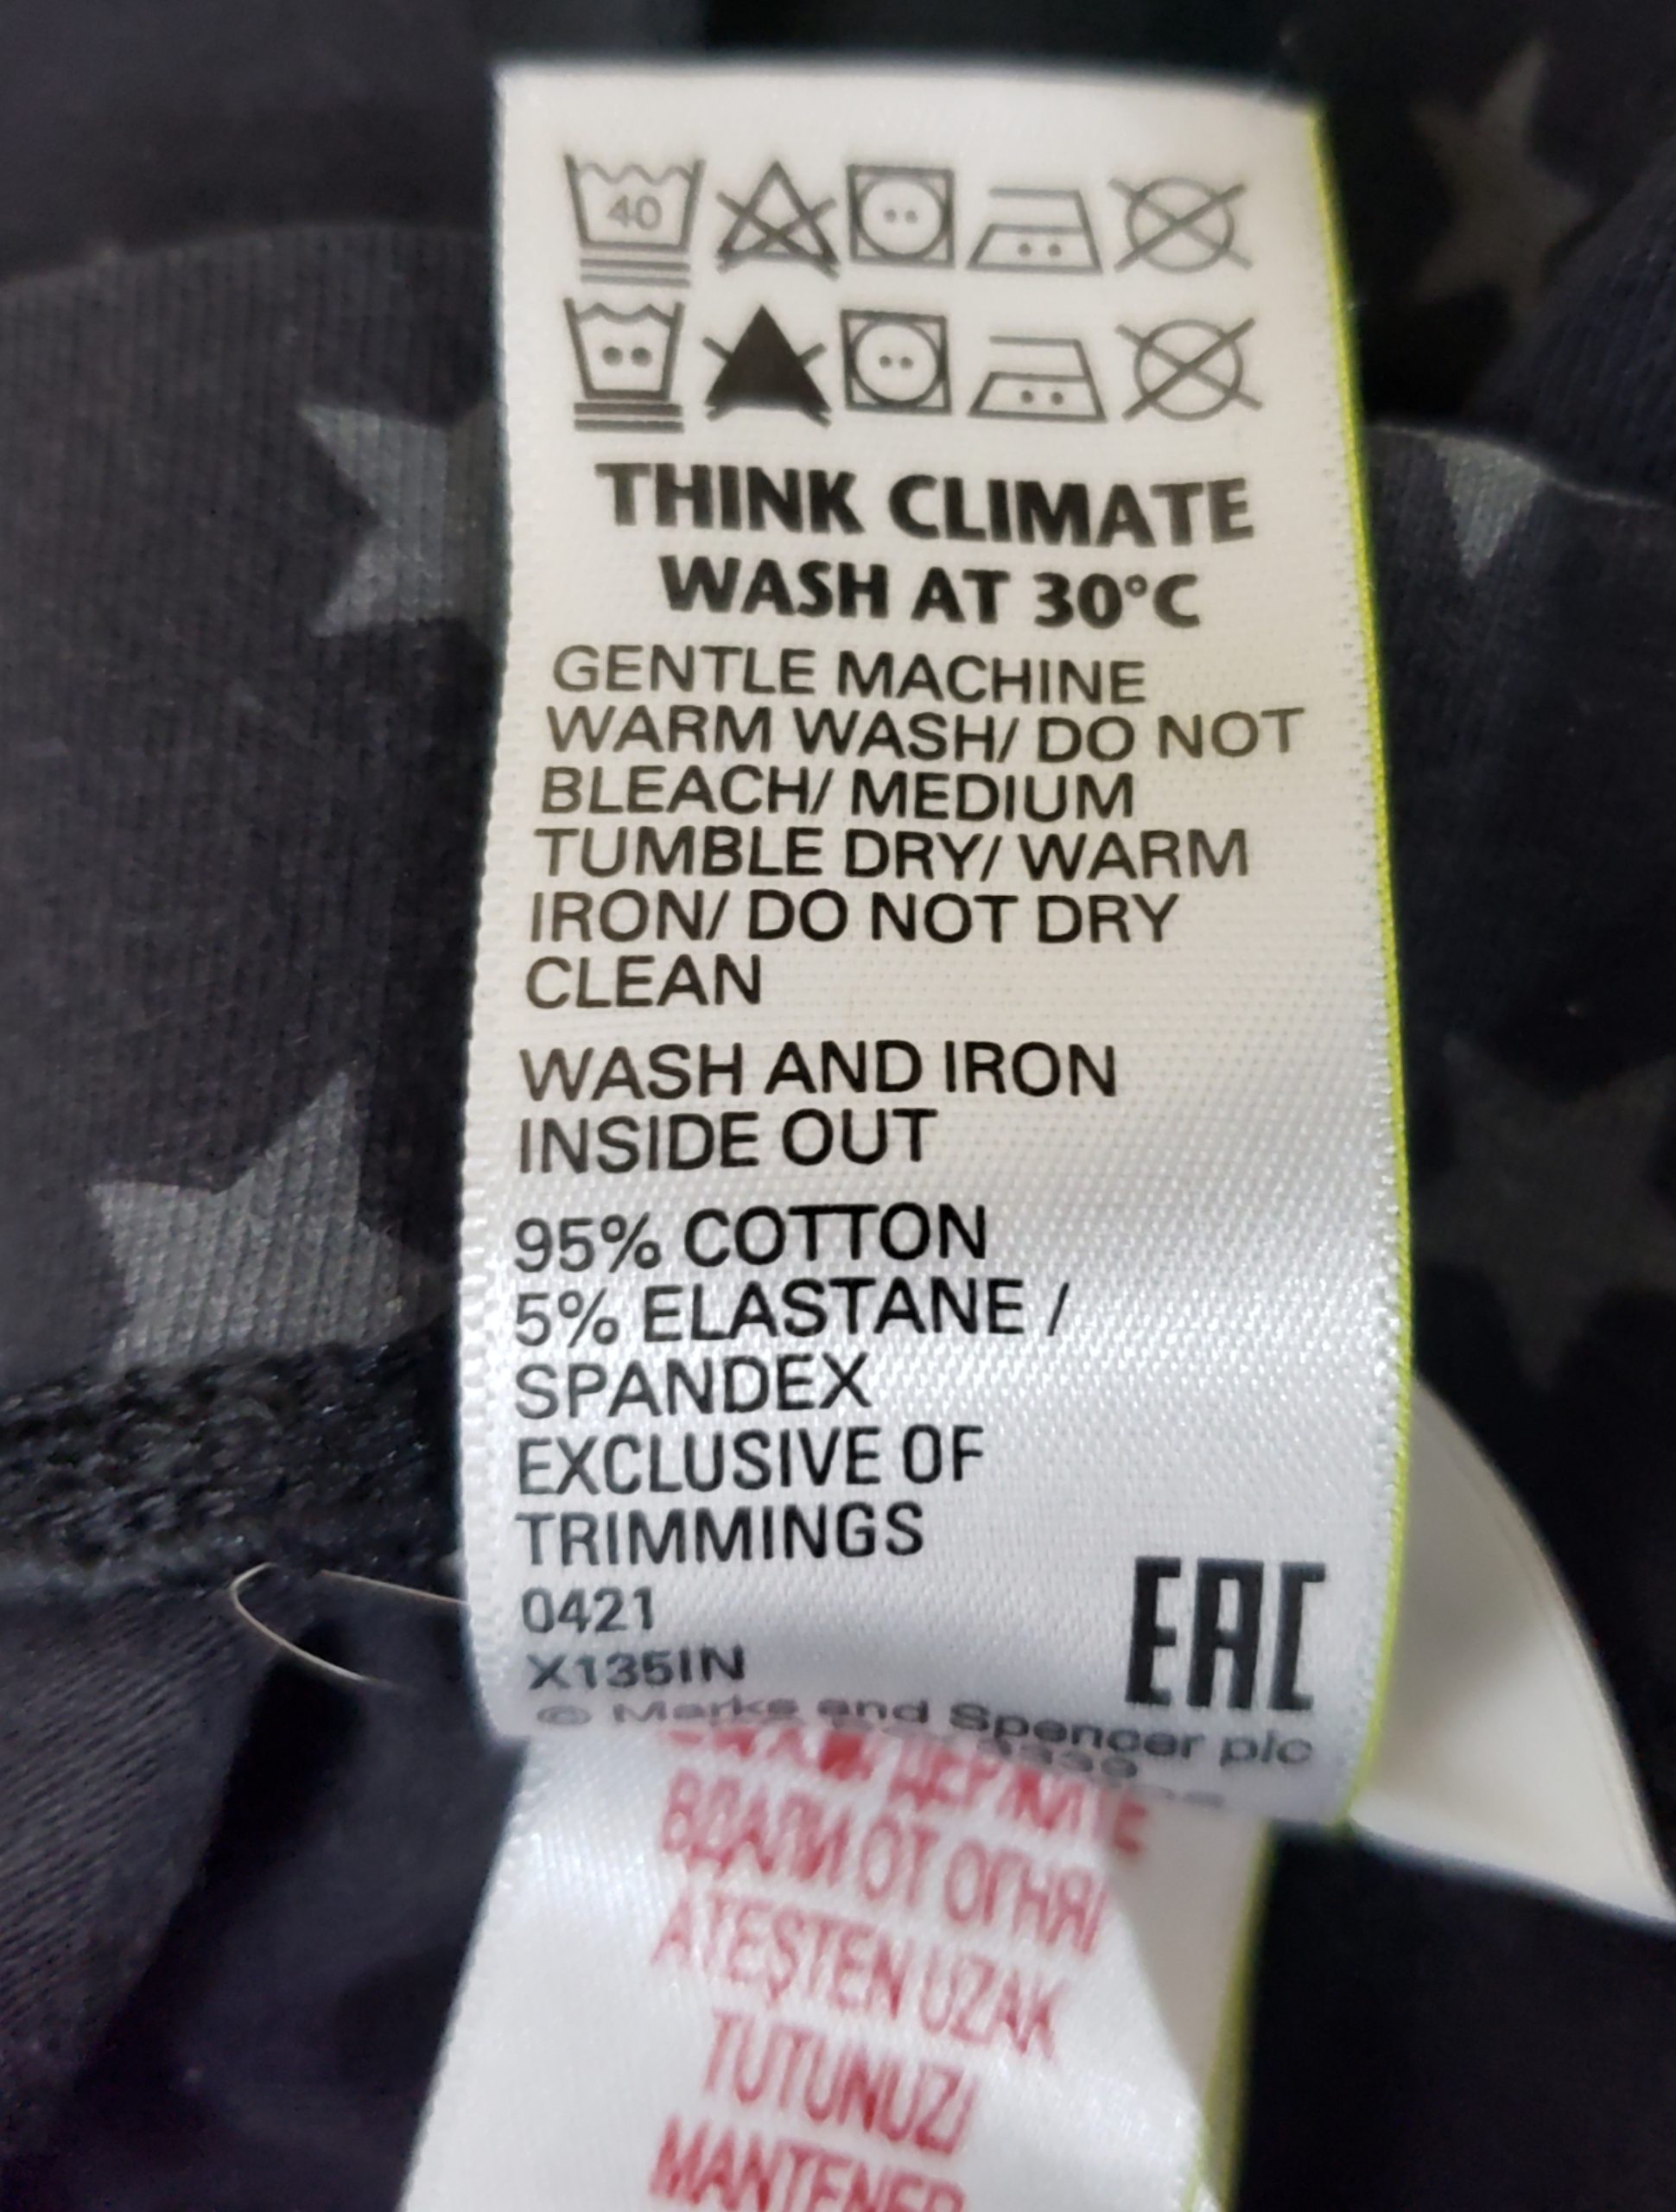 40
THINK CLIMATE
WASH AT 30°C
GENTLE MACHINE
WARM WASH/ DO NOT
BLEACH/ MEDIUM
TUMBLE DRY/ WARM
IRON/ DO NOT DRY
CLEAN
WASH AND IRON
INSIDE OUT
95% COTTON
5% ELASTANE /
SPANDEX
EXCLUSIVE OF
TRIMMINGS
0421
X135IN
EAC
© Marks and Spencer plc
ДЕРЖИТЕ
ВДАЛИ ОТ ОГНЯ/
ATEŞTEN UZAK
TUTUNUZ/
MANTENER